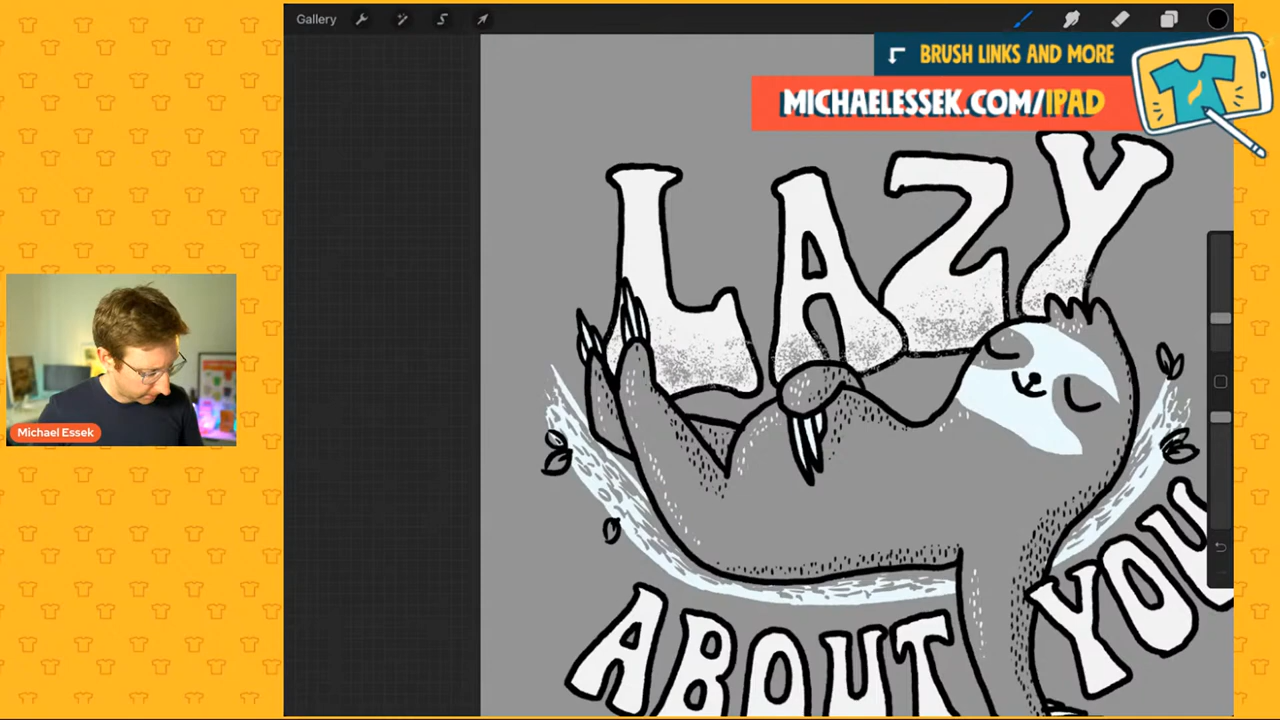 Gallery
BRUSH LINKS AND MORE
MICHAELESSEK.COM/IPAD
LAZY
Michael Essek
ABOUT YOU